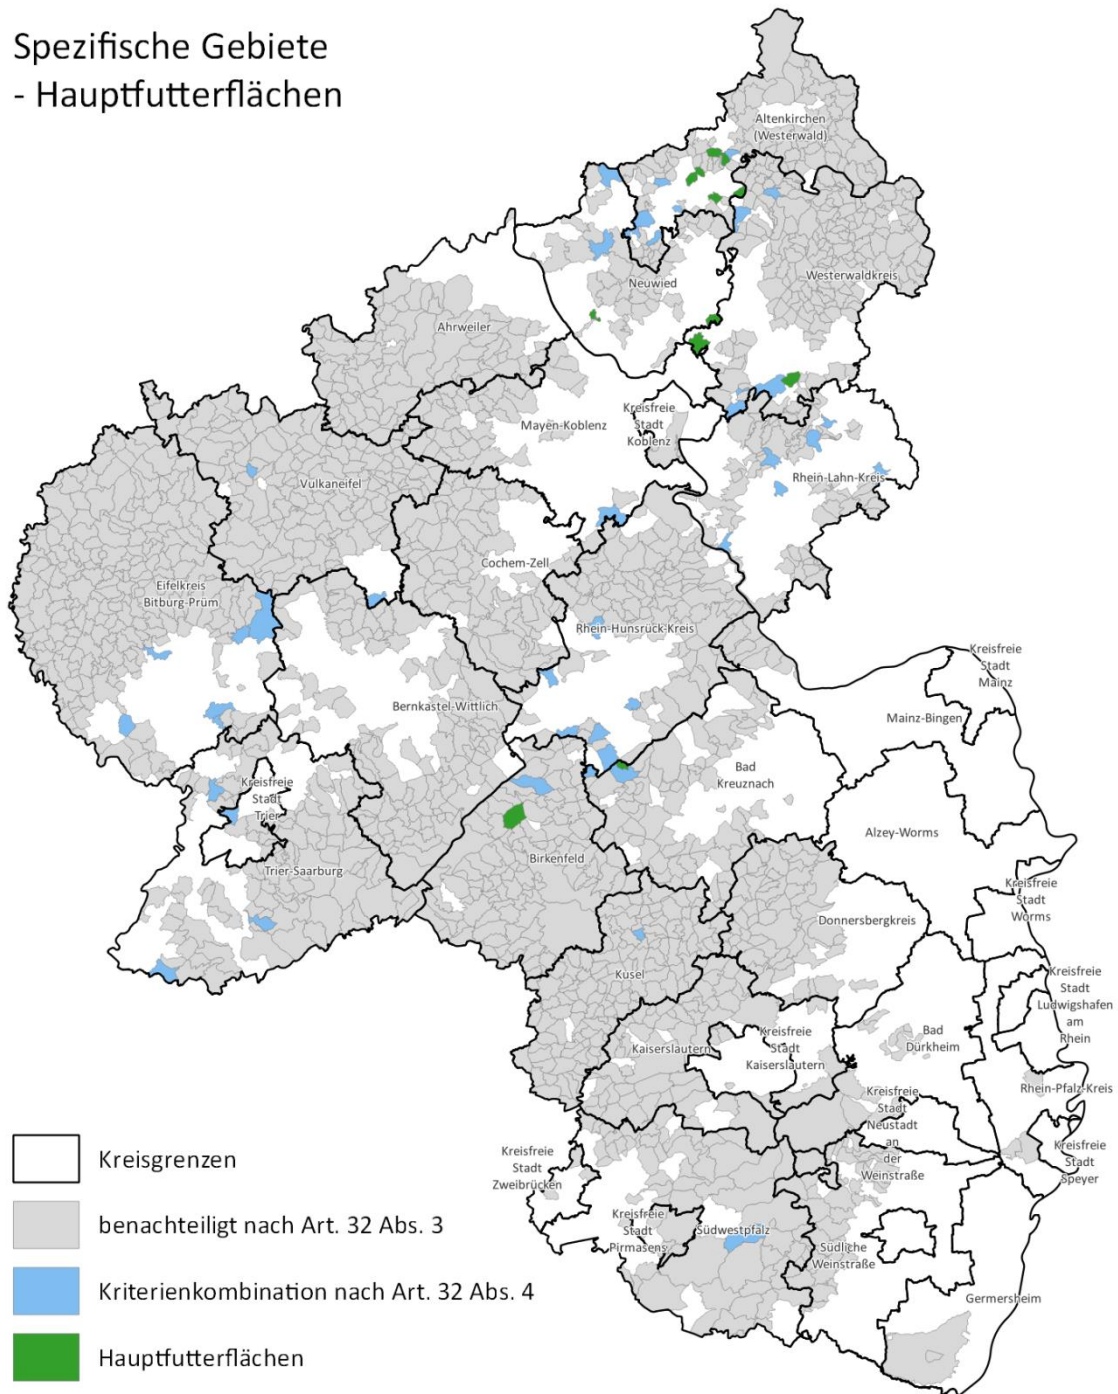 Spezifische Gebiete
- Hauptfutterflächen
Altenkirchen
(Westerwald)
Westerwaldkreis
Neuwied
Ahrweiler
Kreisfreie
Stadt
Koblenz
Mayen-Koblenz
Rhein-Lahn-Kreis
Vulkaneifel
Cochem-Zell
Eifelkreis
Bitburg-Prüm
Rhein-Hunsrück-Kreis
Kreisfreie
Stadt
Mainz
Bernkastel-Wittlich
Mainz-Bingen
Bad
Kreuznach
Kreisfreie
Stadt
Trier
Alzey-Worms
Birkenfeld
Trier-Saarburg
Kreisfreie
Stadt
Worms
Donnersbergkreis
Kusel
Kreisfreie
Stadt
Ludwigshafen
am
Rhein
Kreisfreie
Stadt
Kaiserslautern
Kaiserslautern
Bad
Dürkheim
Rhein-Pfalz-Kreis
Kreisfreie
Stadt
Neustadt
an
der
Weinstraße
Kreisfreie
Stadt
Speyer
Kreisfreie
Stadt
Zweibrücken
Kreisfreie
Stadt
Pirmasens
Südwestpfalz
Südliche
Weinstraße
Germersheim
Kreisgrenzen
benachteiligt nach Art. 32 Abs. 3
Kriterienkombination nach Art. 32 Abs. 4
Hauptfutterflächen